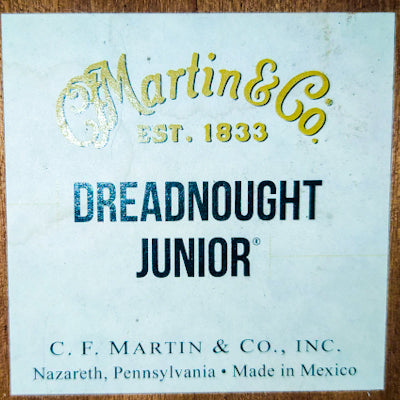 CFMartin & Co.
EST. 1833
DREADNOUGHT
JUNIOR®
C. F. MARTIN & CO., INC.
Nazareth, Pennsylvania • Made in Mexico